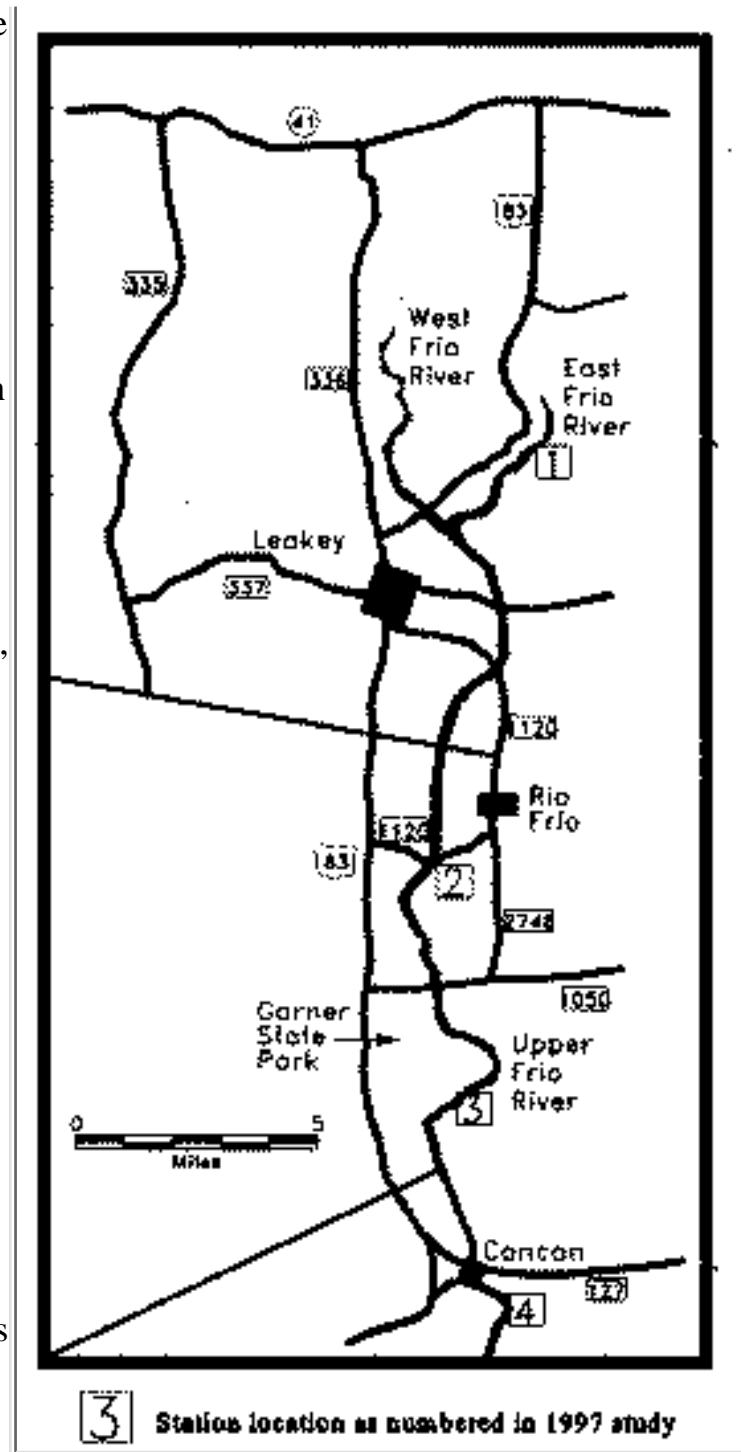 e
41
83
335
West
Frio
River
336
East
Frio
River
n
1
Leakey
337
,
1120
Rio
Frio
1120
83
2
2748
1050
Garner
State
Park
Upper
Frio
River
3
0 5
Miles
Concan
127
4
s
3 Station location as numbered in 1997 study